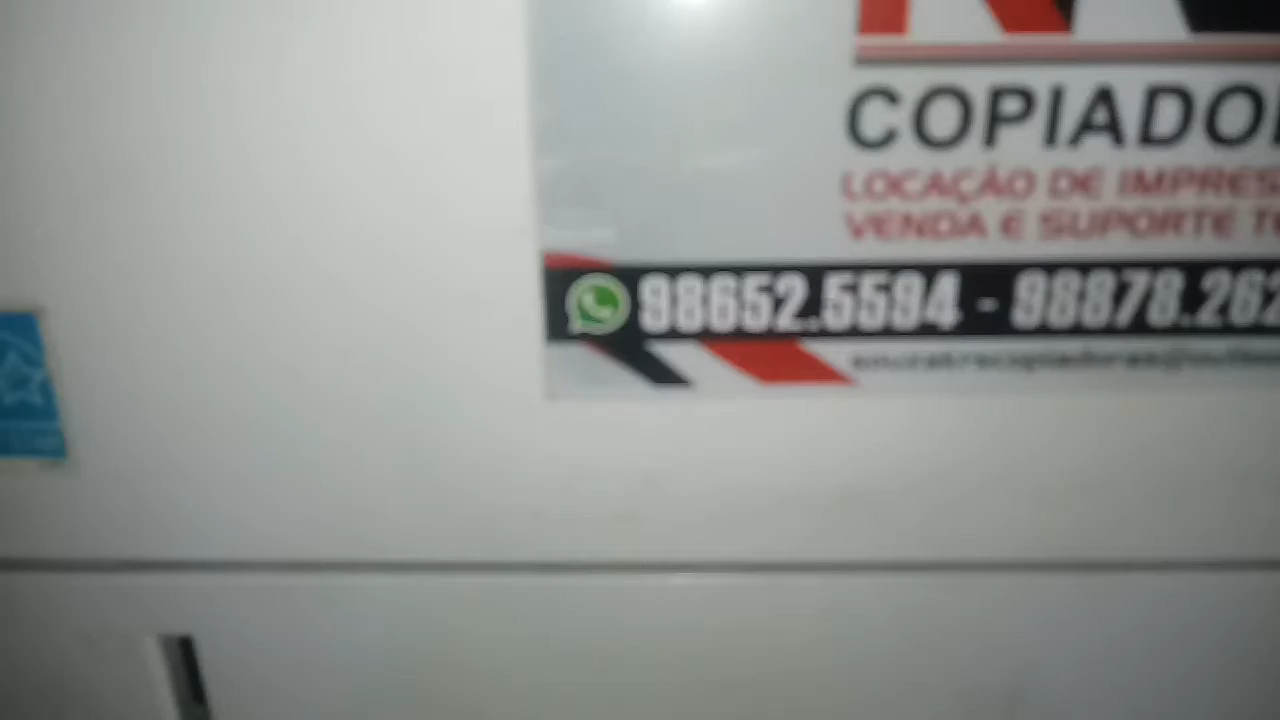 COPIADO
LOCAÇÃO DE IMPRES
VENDA E SUPORTE
98652.5594 - 98878.262